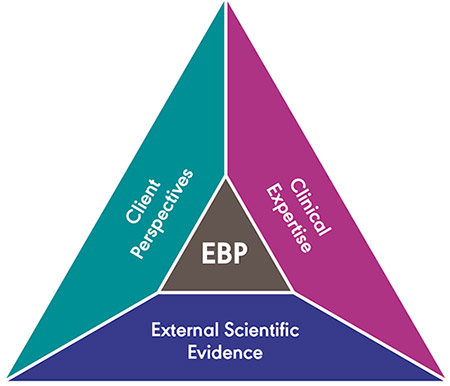 Client
Perspectives
Clinical
Expertise
EBP
External Scientific
Evidence